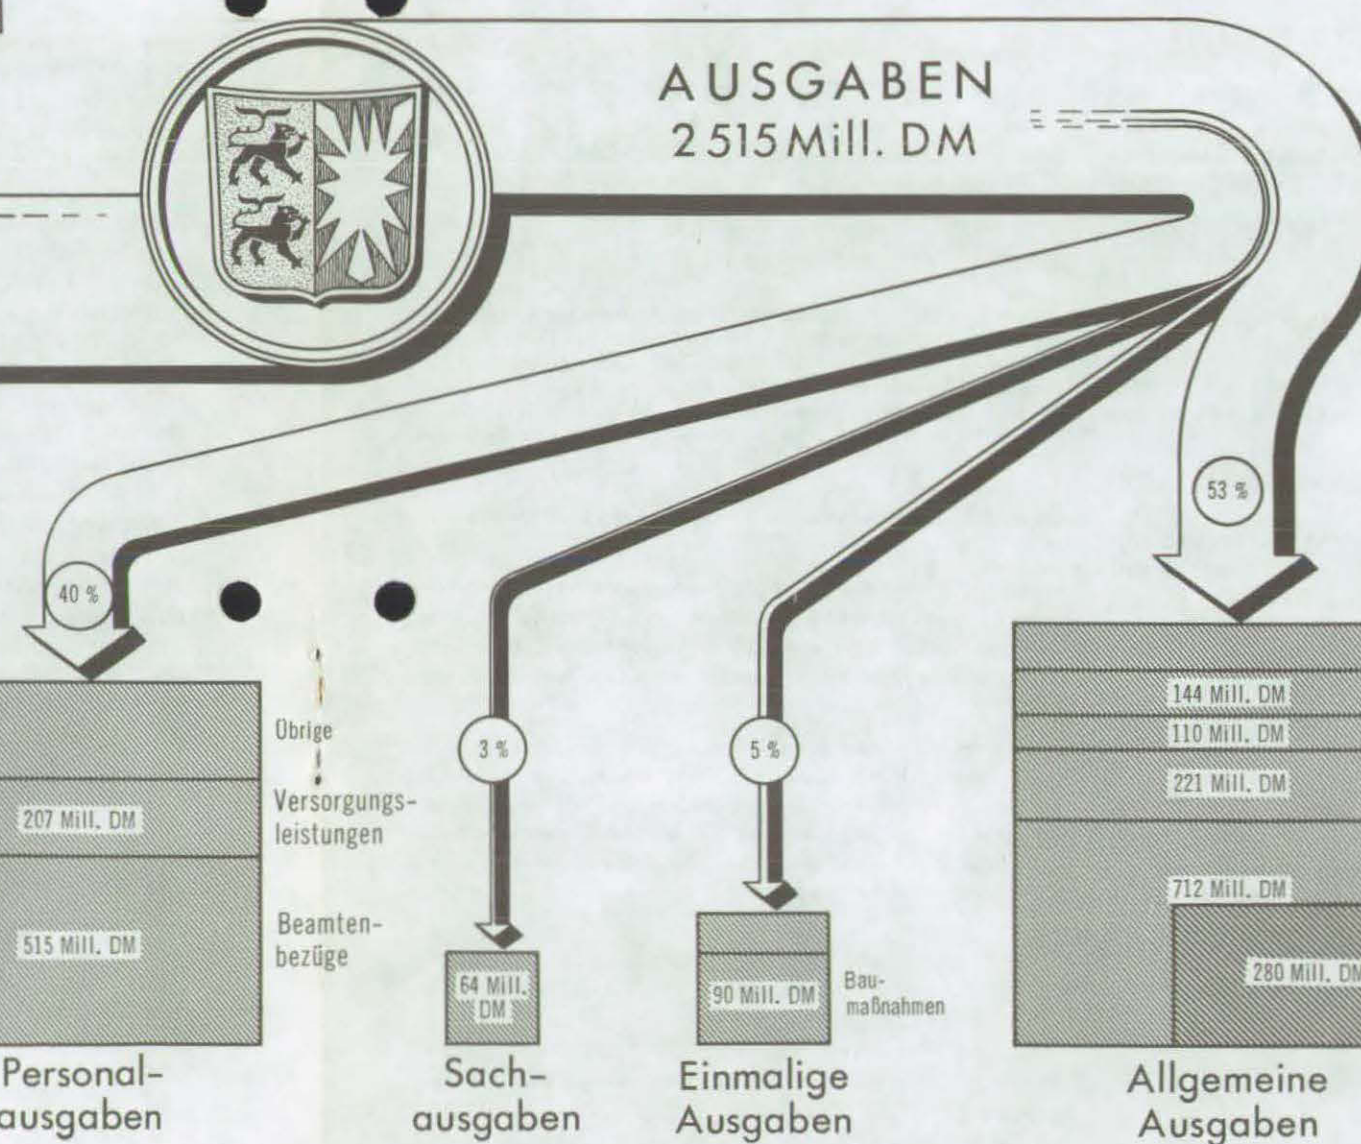 AUSGABEN
2515 Mill. DM
53 %
40 %
3 %
5 %
Übrige
207 Mill. DM
Versorgungs-
leistungen
515 Mill. DM
Beamten-
bezüge
Personal-
ausgaben
64 Mill.
DM
Sach-
ausgaben
90 Mill. DM
Bau-
maßnahmen
Einmalige
Ausgaben
144 Mill. DM
110 Mill. DM
221 Mill. DM
712 Mill. DM
280 Mill. DM
Allgemeine
Ausgaben